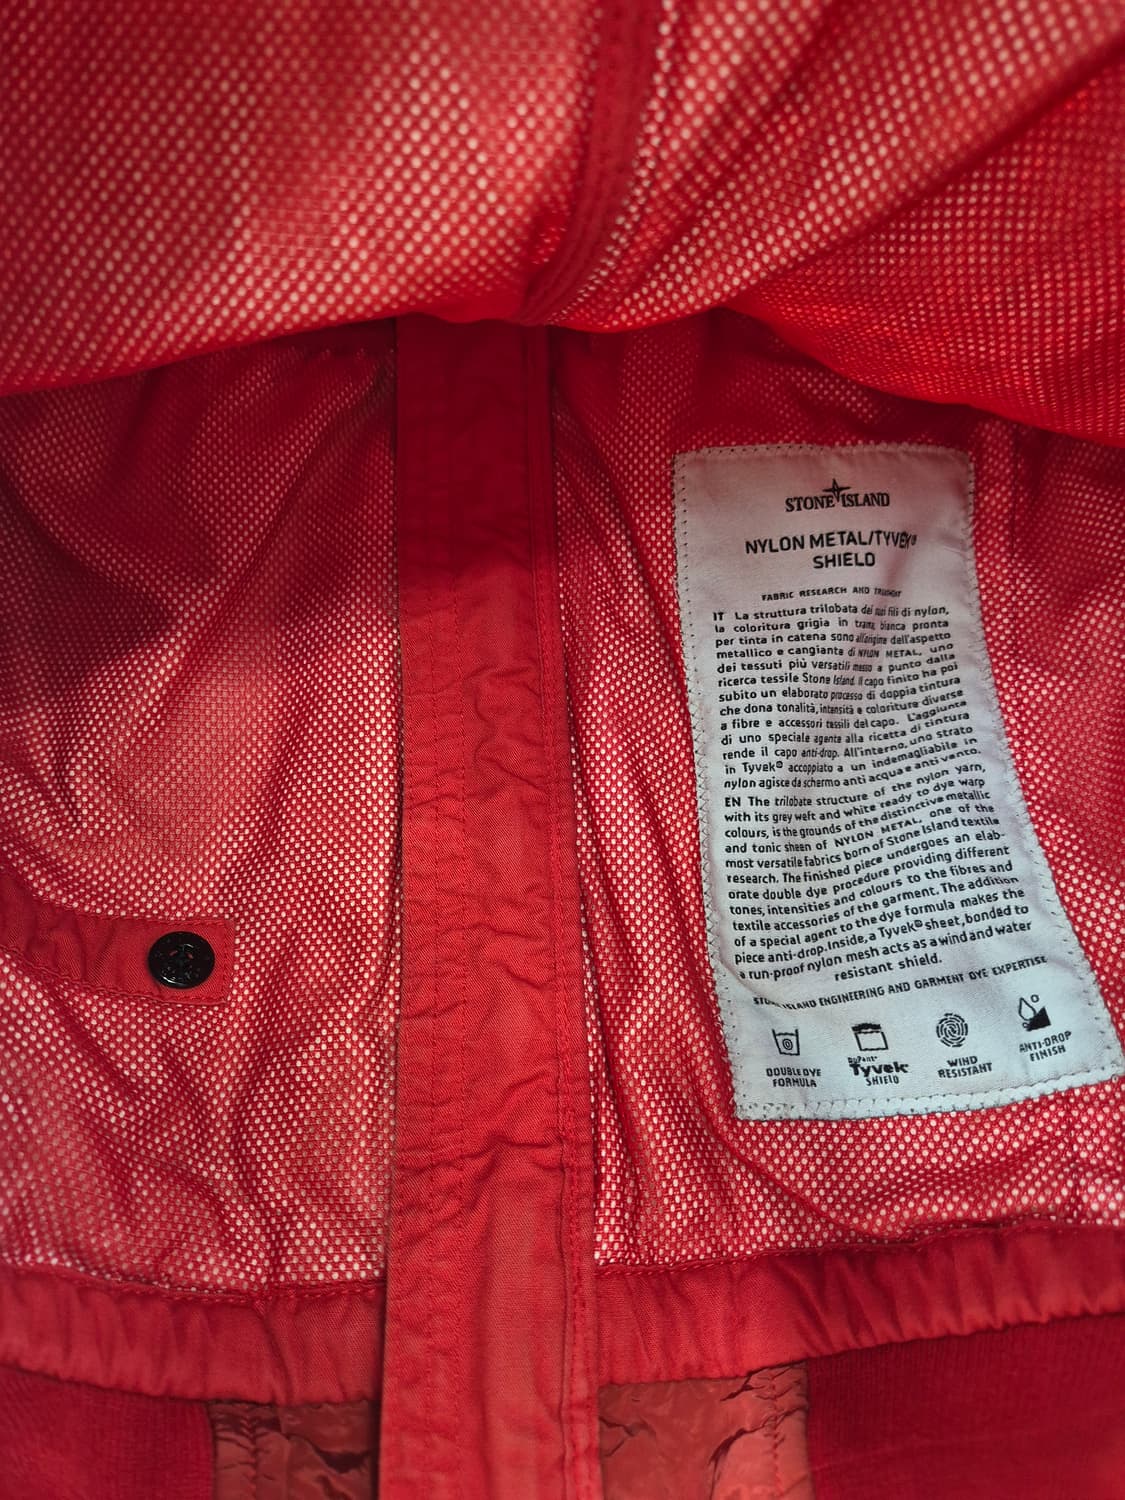 STONE ISLAND
NYLON METAL/TYVEK®
SHIELD
FABRIC RESEARCH AND
IT La struttura trilobata dei suoi fili di nylon,
la coloritura grigia in trama, bianca pronta
per tinta in catena sono all'origine dell'aspetto
metallico e cangiante di NYLON METAL, uno
dei tessuti più versatili messo a punto dalla
ricerca tessile Stone Island. Il capo finito ha poi
subito un elaborato processo di doppia tintura
che dona tonalità, intensità e coloriture diverse
a fibre e accessori tessili del capo. L'aggiunta
di uno speciale agente alla ricetta di tintura
rende il capo anti-drop. All'interno, uno strato
in Tyvek® accoppiato a un indemagliabile in
nylon agisce da schermo anti acqua e anti vento.
EN The trilobate structure of the nylon yarn,
with its grey weft and white ready to dye warp
colours, is the grounds of the distinctive metallic
and tonic sheen of NYLON METAL, one of the
most versatile fabrics born of Stone Island textile
research. The finished piece undergoes an elab-
orate double dye procedure providing different
tones, intensities and colours to the fibres and
textile accessories of the garment. The addition
of a special agent to the dye formula makes the
piece anti-drop. Inside, a Tyvek® sheet, bonded to
a run-proof nylon mesh acts as a wind and water
resistant shield.
STONE ISLAND ENGINEERING AND GARMENT DYE EXPERTISE
DOUBLE DYE
FORMULA
DuPont™
Tyvek®
SHIELD
WIND
RESISTANT
ANTI-DROP
FINISH